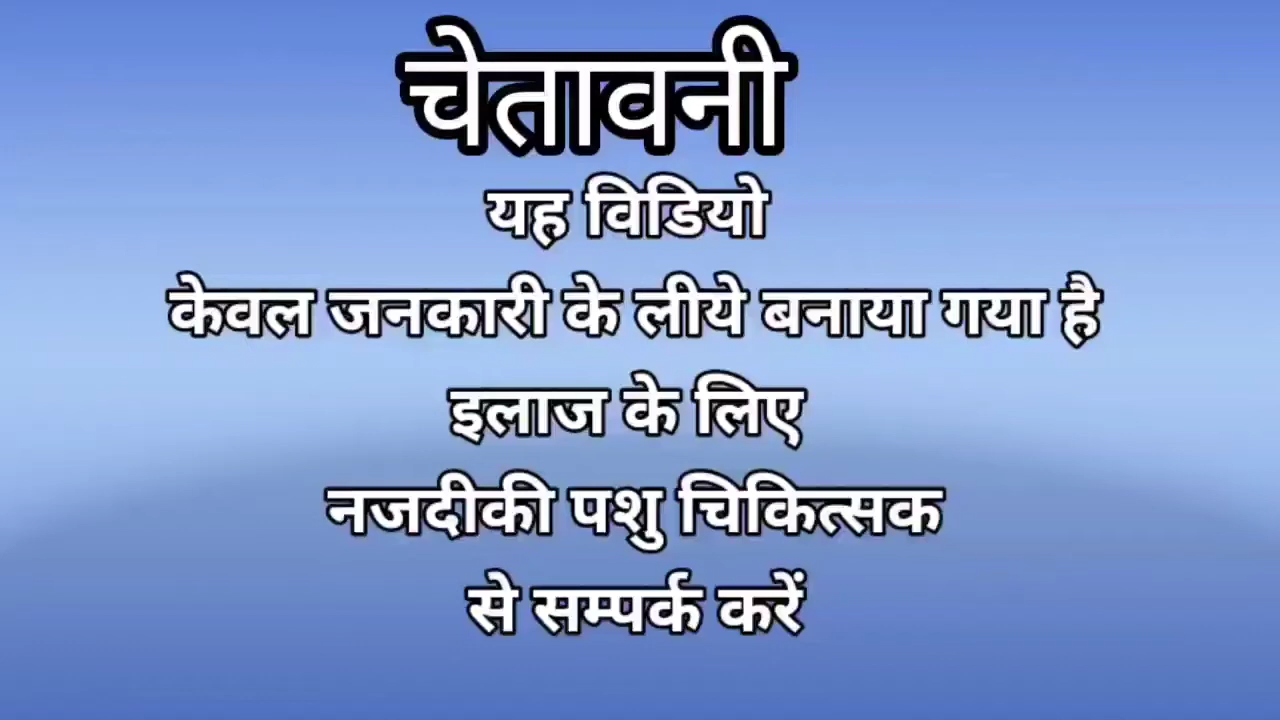 चेतावनी
यह विडियो
केवल जनकारी के लीये बनाया गया है
इलाज के लिए
नजदीकी पशु चिकित्सक
से सम्पर्क करें